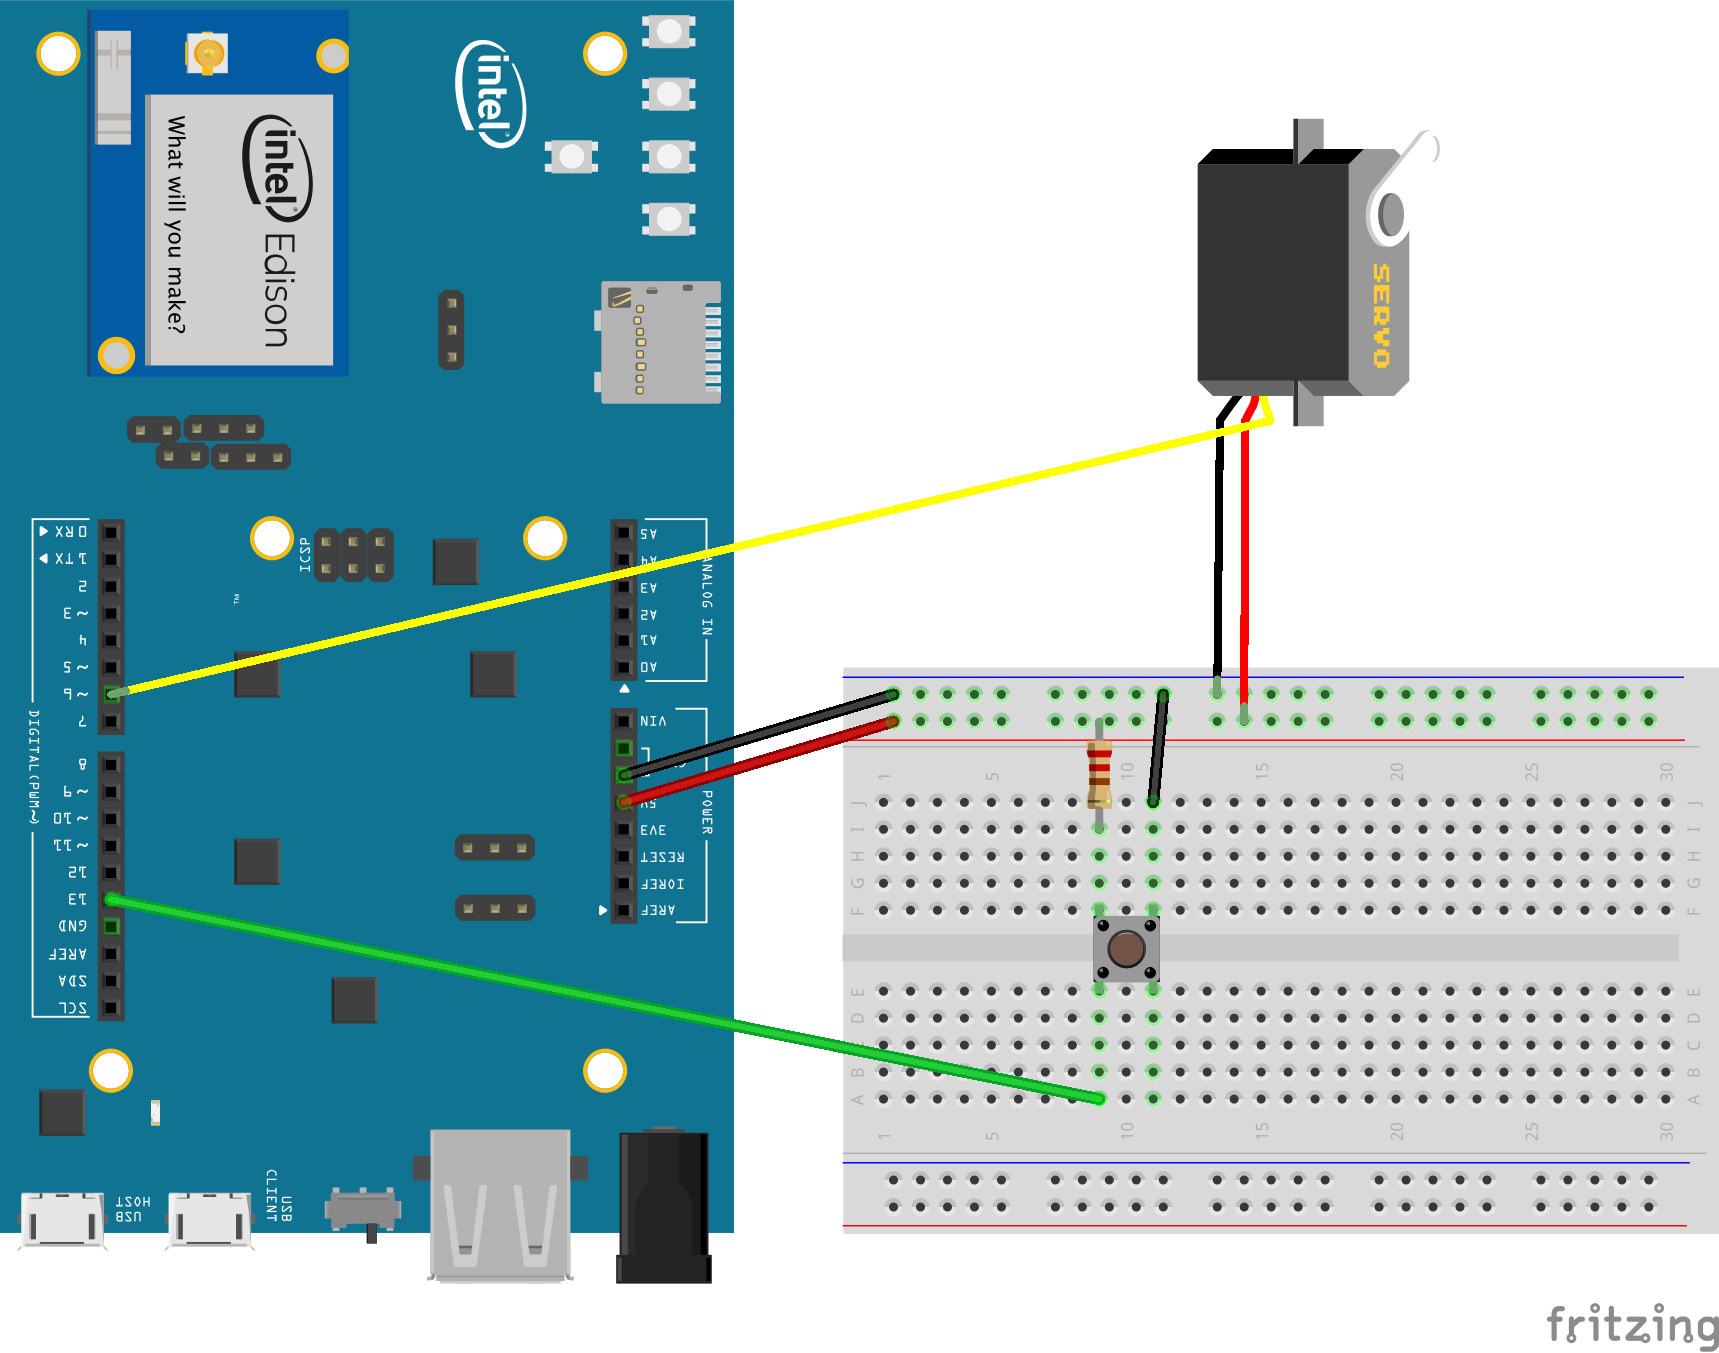 intel
What will you make?
intel Edison
SERVO
0 RX
1 TX
2
3 ~
4
5 ~
6 ~
7
8
9 ~
10 ~
11 ~
12
13
GND
AREF
SDA
SCL
DIGITAL (PWM~)
ICSP
TM
A5
A4
A3
A2
A1
A0
ANALOG IN
VIN
5V
3V3
RESET
IOREF
AREF
POWER
USB HOST
USB CLIENT
1 5 10 15 20 25 30
J J
I I
H H
G G
F F
E E
D D
C C
B B
A A
1 5 10 15 20 25 30
fritzing